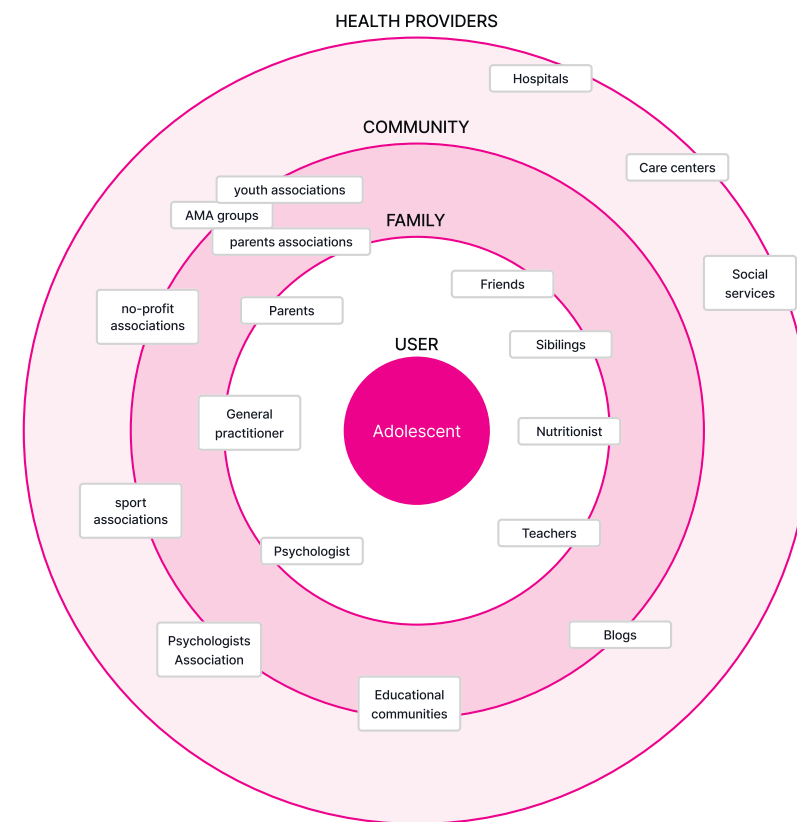 HEALTH PROVIDERS
Hospitals
COMMUNITY
Care centers
youth associations
AMA groups
FAMILY
parents associations
Social
services
Friends
no-profit
associations
Parents
USER
Sibilings
General
practitioner
Adolescent
Nutritionist
sport
associations
Teachers
Psychologist
Psychologists
Association
Blogs
Educational
communities